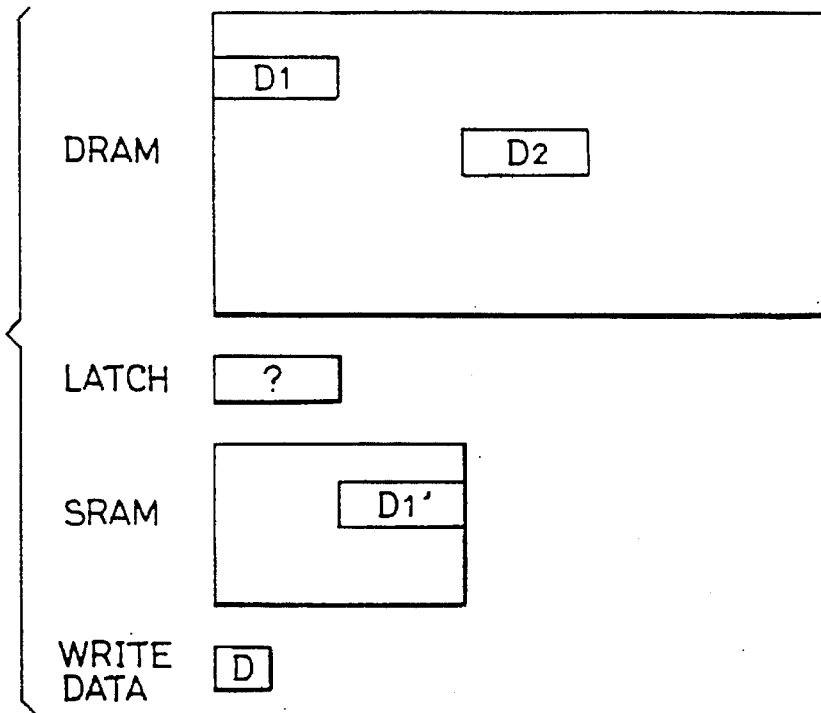 D1
DRAM
D2
LATCH
?
SRAM
D1'
WRITE
DATA
D